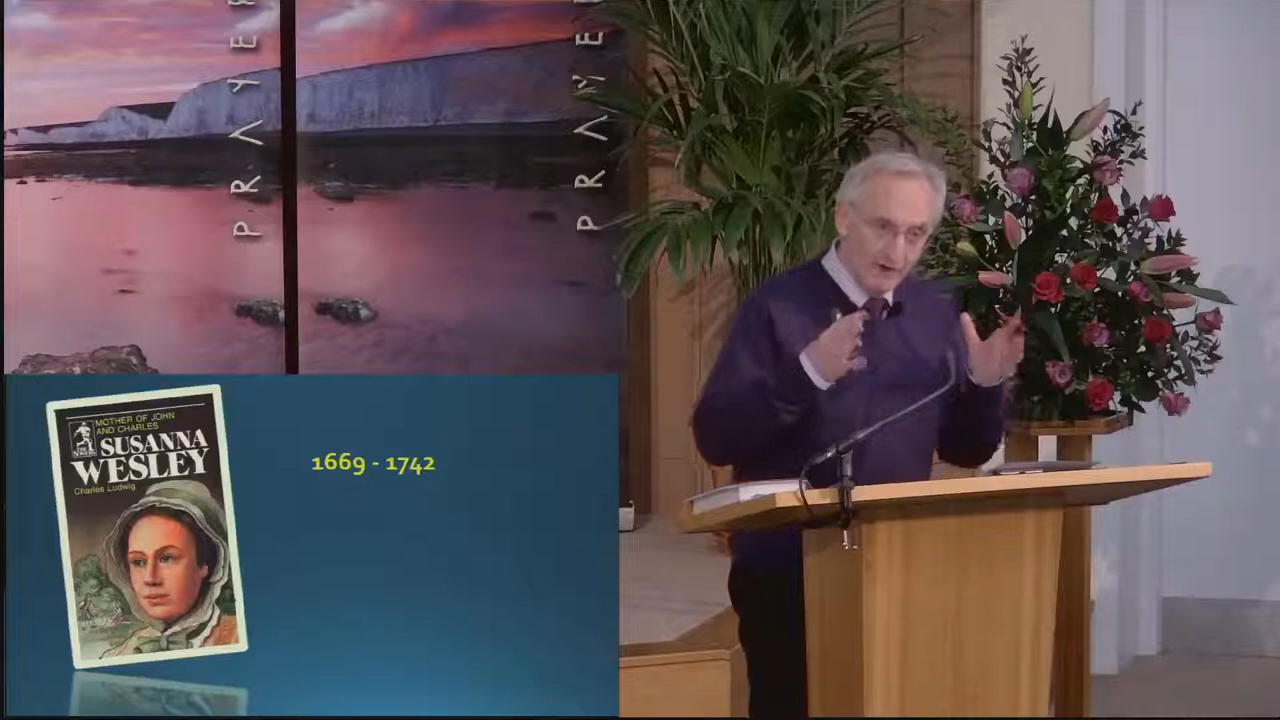 PRAYER
PRAYER
MOTHER OF JOHN
AND CHARLES
SUSANNA
WESLEY
Charles Ludwig
1669 - 1742